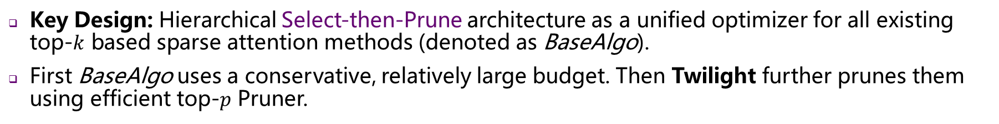 ❑ Key Design: Hierarchical Select-then-Prune architecture as a unified optimizer for all existing
top-k based sparse attention methods (denoted as BaseAlgo).
❑ First BaseAlgo uses a conservative, relatively large budget. Then Twilight further prunes them
using efficient top-p Pruner.